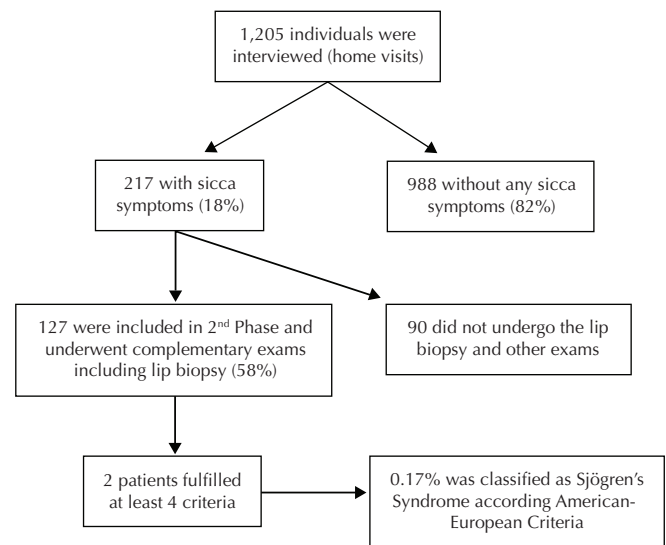 1,205 individuals were
interviewed (home visits)
217 with sicca
symptoms (18%)
988 without any sicca
symptoms (82%)
127 were included in 2nd Phase and
underwent complementary exams
including lip biopsy (58%)
90 did not undergo the lip
biopsy and other exams
2 patients fulfilled
at least 4 criteria
0.17% was classified as Sjögren's
Syndrome according American-
European Criteria